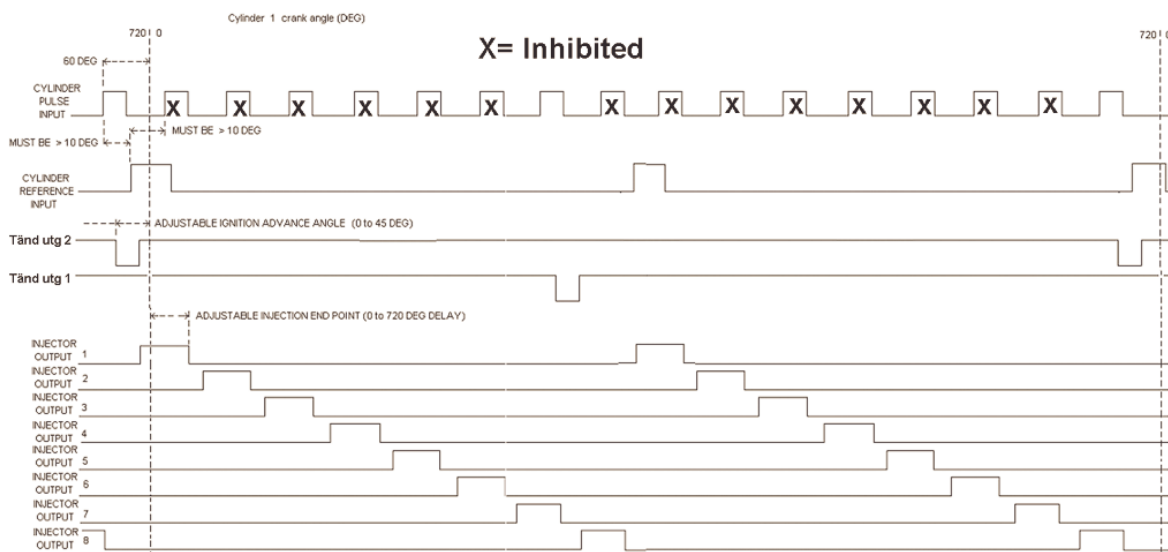 Cylinder 1 crank angle (DEG)
720 0
720 0
X= Inhibited
60 DEG
CYLINDER
PULSE
INPUT
X X X X X X X X X X X X X X
MUST BE > 10 DEG
MUST BE > 10 DEG
CYLINDER
REFERENCE
INPUT
ADJUSTABLE IGNITION ADVANCE ANGLE (0 to 45 DEG)
Tänd utg 2
Tänd utg 1
ADJUSTABLE INJECTION END POINT (0 to 720 DEG DELAY)
INJECTOR
OUTPUT 1
INJECTOR
OUTPUT 2
INJECTOR
OUTPUT 3
INJECTOR
OUTPUT 4
INJECTOR
OUTPUT 5
INJECTOR
OUTPUT 6
INJECTOR
OUTPUT 7
INJECTOR
OUTPUT 8